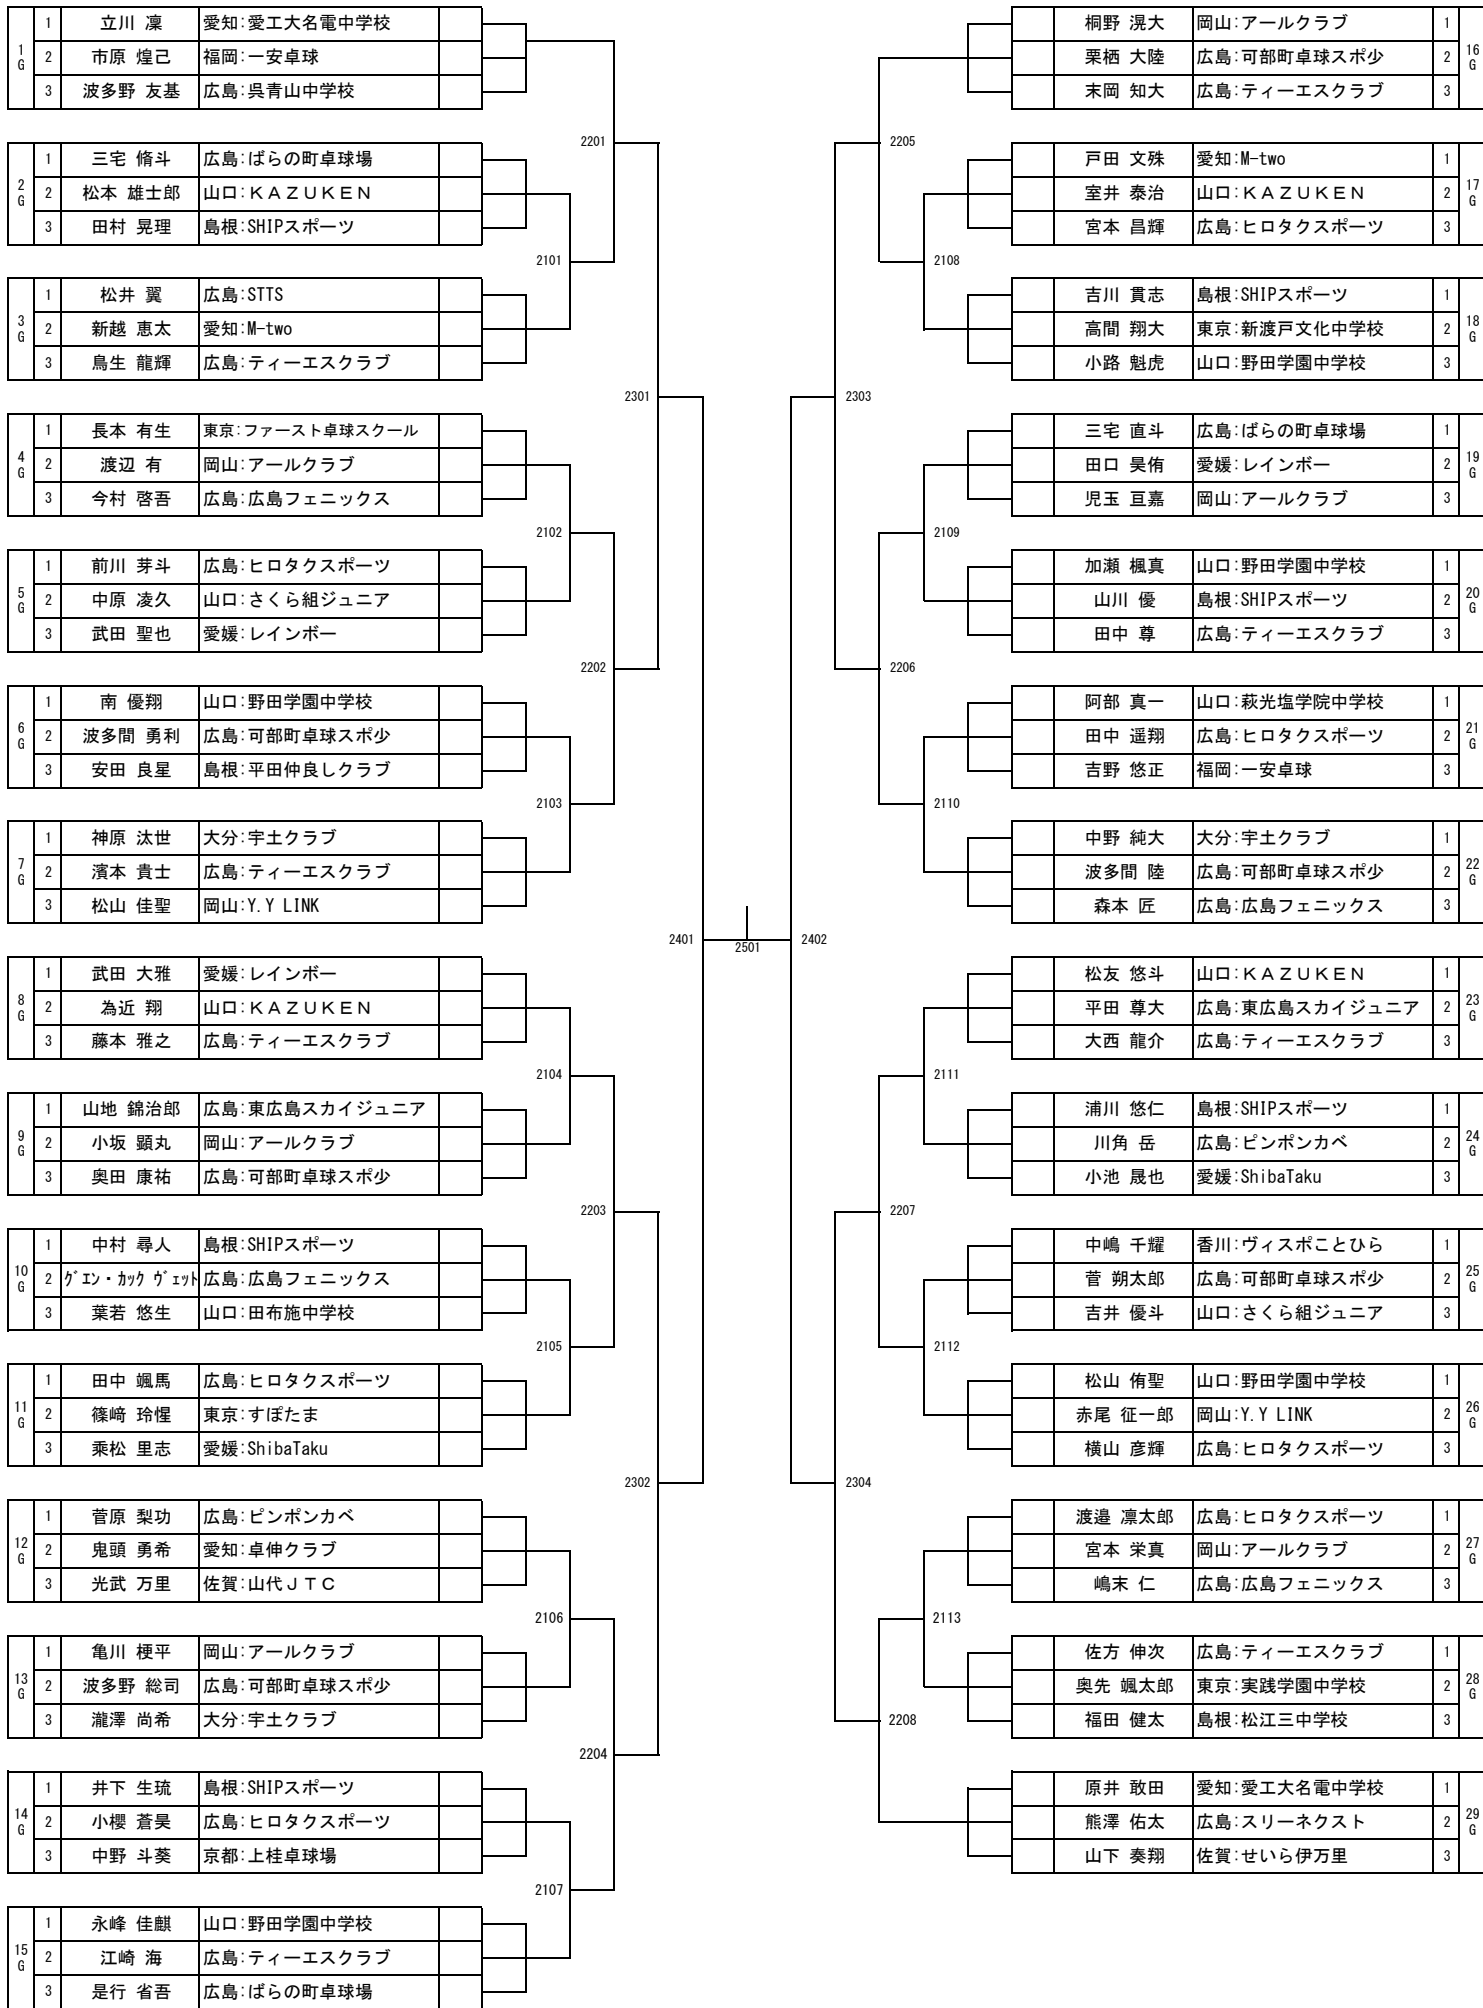 1G
1 立川 凜 愛知:愛工大名電中学校
2 市原 煌己 福岡:一安卓球
3 波多野 友基 広島:呉青山中学校
2G
1 三宅 脩斗 広島:ばらの町卓球場
2 松本 雄士郎 山口:ＫＡＺＵＫＥＮ
3 田村 晃理 島根:SHIPスポーツ
3G
1 松井 翼 広島:STTS
2 新越 恵太 愛知:M-two
3 鳥生 龍輝 広島:ティーエスクラブ
4G
1 長本 有生 東京:ファースト卓球スクール
2 渡辺 有 岡山:アールクラブ
3 今村 啓吾 広島:広島フェニックス
5G
1 前川 芽斗 広島:ヒロタクスポーツ
2 中原 凌久 山口:さくら組ジュニア
3 武田 聖也 愛媛:レインボー
6G
1 南 優翔 山口:野田学園中学校
2 波多間 勇利 広島:可部町卓球スポ少
3 安田 良星 島根:平田仲良しクラブ
7G
1 神原 汰世 大分:宇土クラブ
2 濱本 貴士 広島:ティーエスクラブ
3 松山 佳聖 岡山:Y.Y LINK
8G
1 武田 大雅 愛媛:レインボー
2 為近 翔 山口:ＫＡＺＵＫＥＮ
3 藤本 雅之 広島:ティーエスクラブ
9G
1 山地 錦治郎 広島:東広島スカイジュニア
2 小坂 顕丸 岡山:アールクラブ
3 奥田 康祐 広島:可部町卓球スポ少
10G
1 中村 尋人 島根:SHIPスポーツ
2 ｸﾞｴﾝ・ｶｯｸ ｳﾞｪｯﾄ 広島:広島フェニックス
3 葉若 悠生 山口:田布施中学校
11G
1 田中 颯馬 広島:ヒロタクスポーツ
2 篠﨑 玲惺 東京:すぽたま
3 乗松 里志 愛媛:ShibaTaku
12G
1 菅原 梨功 広島:ピンポンカベ
2 鬼頭 勇希 愛知:卓伸クラブ
3 光武 万里 佐賀:山代ＪＴＣ
13G
1 亀川 梗平 岡山:アールクラブ
2 波多野 総司 広島:可部町卓球スポ少
3 瀧澤 尚希 大分:宇土クラブ
14G
1 井下 生琉 島根:SHIPスポーツ
2 小櫻 蒼昊 広島:ヒロタクスポーツ
3 中野 斗葵 京都:上桂卓球場
15G
1 永峰 佳麒 山口:野田学園中学校
2 江崎 海 広島:ティーエスクラブ
3 是行 省吾 広島:ばらの町卓球場
2201
2101
2301
2102
2202
2103
2401
2104
2203
2105
2302
2106
2204
2107
2501
2205
2108
2303
2109
2206
2110
2402
2111
2207
2112
2304
2113
2208
桐野 滉大 岡山:アールクラブ 1
栗栖 大陸 広島:可部町卓球スポ少 2
末岡 知大 広島:ティーエスクラブ 3
16G
戸田 文殊 愛知:M-two 1
室井 泰治 山口:ＫＡＺＵＫＥＮ 2
宮本 昌輝 広島:ヒロタクスポーツ 3
17G
吉川 貫志 島根:SHIPスポーツ 1
高間 翔大 東京:新渡戸文化中学校 2
小路 魁虎 山口:野田学園中学校 3
18G
三宅 直斗 広島:ばらの町卓球場 1
田口 昊侑 愛媛:レインボー 2
児玉 亘嘉 岡山:アールクラブ 3
19G
加瀬 楓真 山口:野田学園中学校 1
山川 優 島根:SHIPスポーツ 2
田中 尊 広島:ティーエスクラブ 3
20G
阿部 真一 山口:萩光塩学院中学校 1
田中 遥翔 広島:ヒロタクスポーツ 2
吉野 悠正 福岡:一安卓球 3
21G
中野 純大 大分:宇土クラブ 1
波多間 陸 広島:可部町卓球スポ少 2
森本 匠 広島:広島フェニックス 3
22G
松友 悠斗 山口:ＫＡＺＵＫＥＮ 1
平田 尊大 広島:東広島スカイジュニア 2
大西 龍介 広島:ティーエスクラブ 3
23G
浦川 悠仁 島根:SHIPスポーツ 1
川角 岳 広島:ピンポンカベ 2
小池 晟也 愛媛:ShibaTaku 3
24G
中嶋 千耀 香川:ヴィスポことひら 1
菅 朔太郎 広島:可部町卓球スポ少 2
吉井 優斗 山口:さくら組ジュニア 3
25G
松山 侑聖 山口:野田学園中学校 1
赤尾 征一郎 岡山:Y.Y LINK 2
横山 彦輝 広島:ヒロタクスポーツ 3
26G
渡邉 凛太郎 広島:ヒロタクスポーツ 1
宮本 栄真 岡山:アールクラブ 2
嶋末 仁 広島:広島フェニックス 3
27G
佐方 伸次 広島:ティーエスクラブ 1
奥先 颯太郎 東京:実践学園中学校 2
福田 健太 島根:松江三中学校 3
28G
原井 敢田 愛知:愛工大名電中学校 1
熊澤 佑太 広島:スリーネクスト 2
山下 奏翔 佐賀:せいら伊万里 3
29G